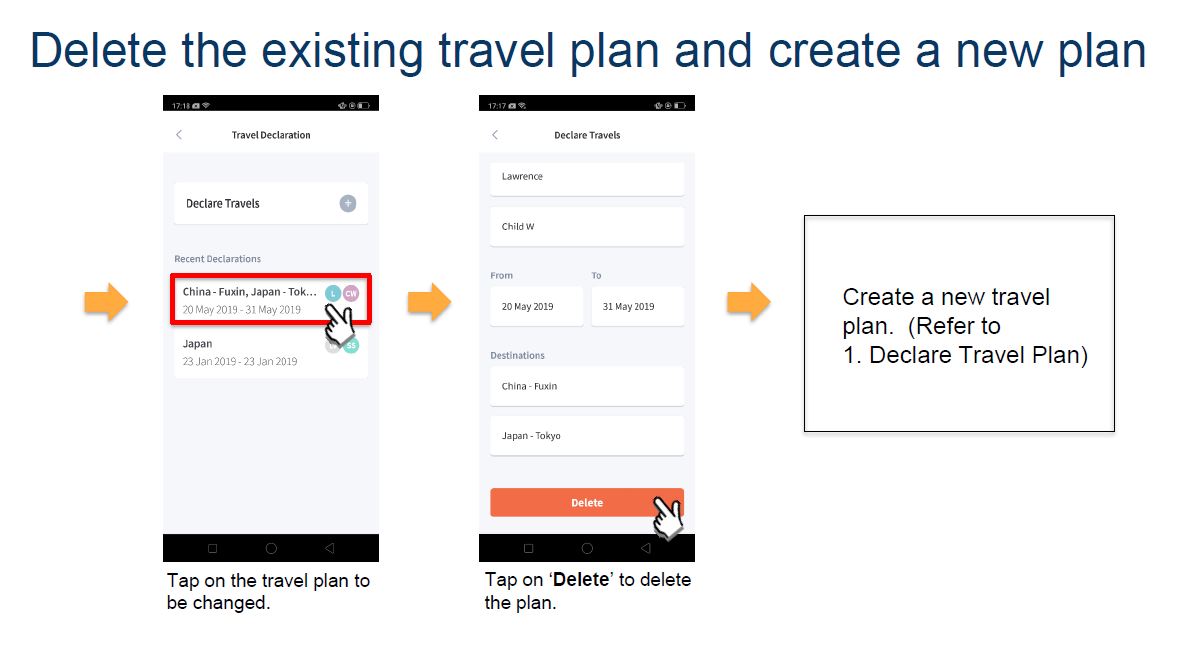 Delete the existing travel plan and create a new plan
17:18
Travel Declaration
Declare Travels
Recent Declarations
China - Fuxin, Japan - Tok... L CW
20 May 2019 - 31 May 2019
Japan SS
23 Jan 2019 - 23 Jan 2019
Tap on the travel plan to
be changed.
17:17
Declare Travels
Lawrence
Child W
From To
20 May 2019 31 May 2019
Destinations
China - Fuxin
Japan - Tokyo
Delete
Tap on ‘Delete’ to delete
the plan.
Create a new travel
plan. (Refer to
1. Declare Travel Plan)